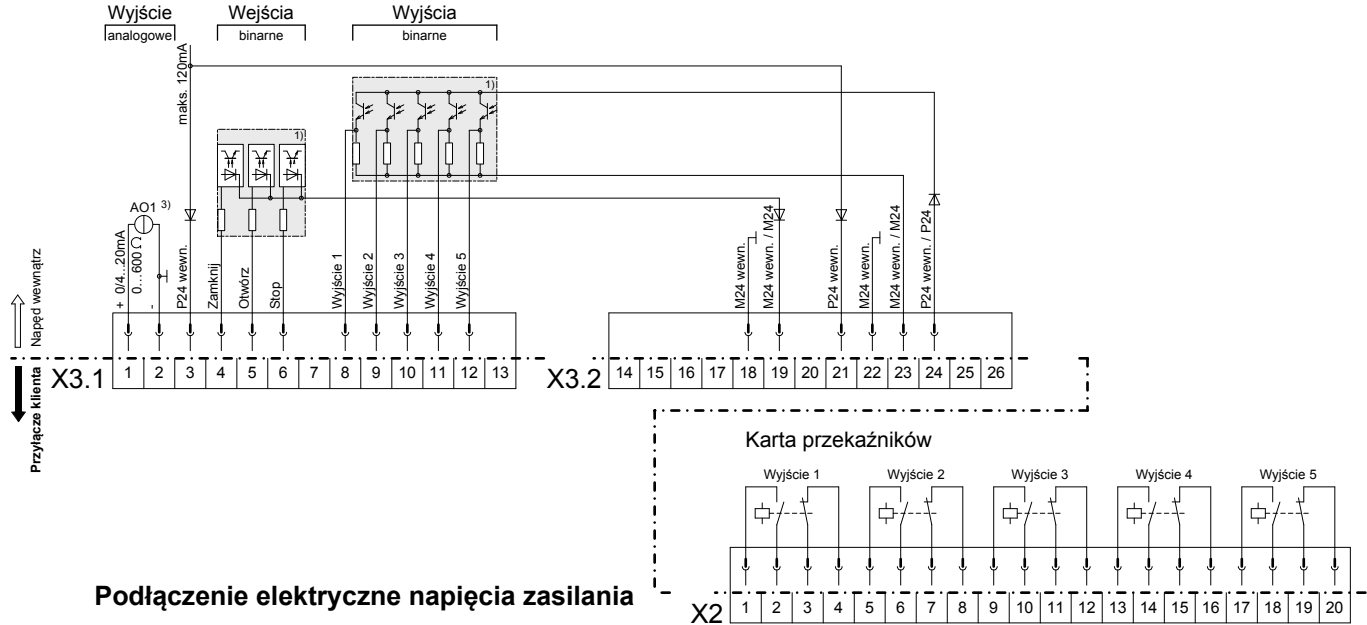 Wyjście Wejścia Wyjścia
analogowe binarne binarne
maks. 120mA
1)
1)
AO1 3)
+ 0/4...20mA
0...600 Ω
-
P24 wewn.
Zamknij
Otwórz
Stop
Wyjście 1
Wyjście 2
Wyjście 3
Wyjście 4
Wyjście 5
M24 wewn.
M24 wewn. / M24
P24 wewn.
M24 wewn.
M24 wewn. / M24
P24 wewn. / P24
Napęd wewnątrz
Przyłącze klienta
X3.1 1 2 3 4 5 6 7 8 9 10 11 12 13
X3.2 14 15 16 17 18 19 20 21 22 23 24 25 26
Karta przekaźników
Wyjście 1 Wyjście 2 Wyjście 3 Wyjście 4 Wyjście 5
Podłączenie elektryczne napięcia zasilania
X2 1 2 3 4 5 6 7 8 9 10 11 12 13 14 15 16 17 18 19 20